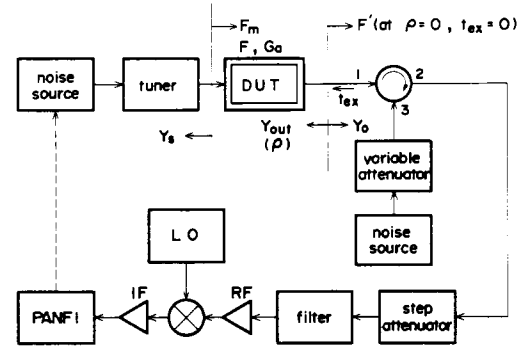 Fm
F'(at ρ=0, tex=0)
F, Ga
noise
source
tuner
DUT
1
2
3
tex
Ys
Yout
(ρ)
Yo
variable
attenuator
noise
source
LO
IF
RF
PANFI
filter
step
attenuator